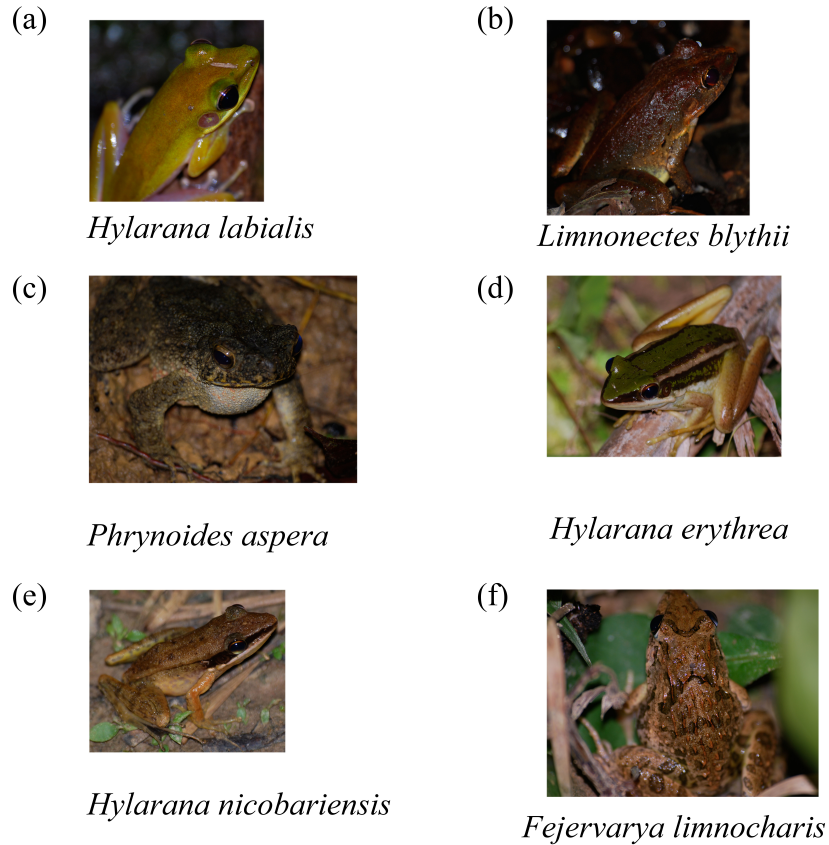 (a)
(b)
Hylarana labialis
Limnonectes blythii
(c)
(d)
Phrynoides aspera
Hylarana erythrea
(e)
(f)
Hylarana nicobariensis
Fejervarya limnocharis